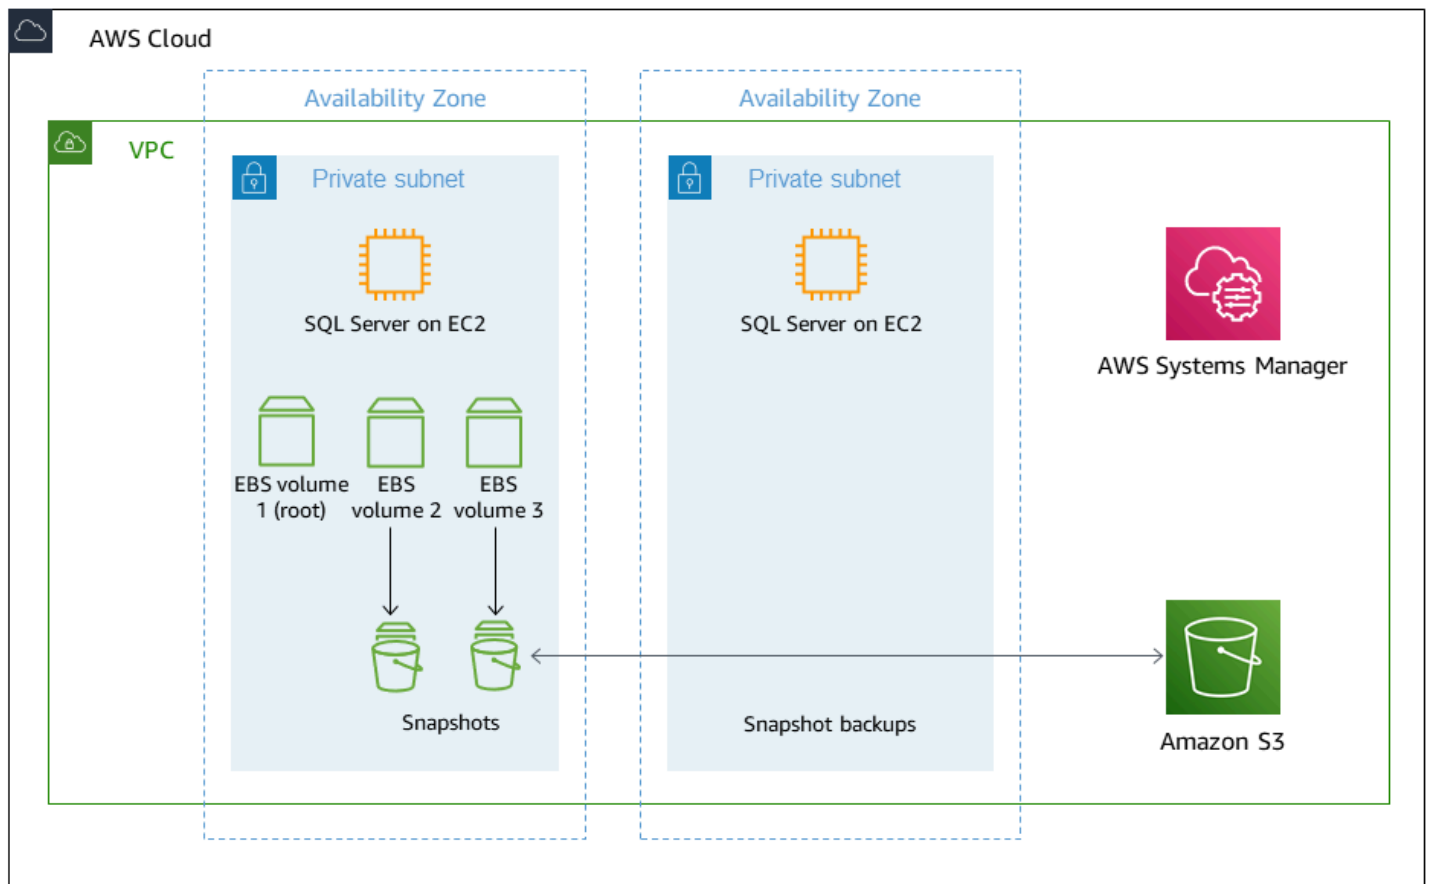 AWS Cloud
Availability Zone
Availability Zone
VPC
Private subnet
Private subnet
SQL Server on EC2
SQL Server on EC2
AWS Systems Manager
EBS volume
1 (root)
EBS
volume 2
EBS
volume 3
Snapshots
Snapshot backups
Amazon S3